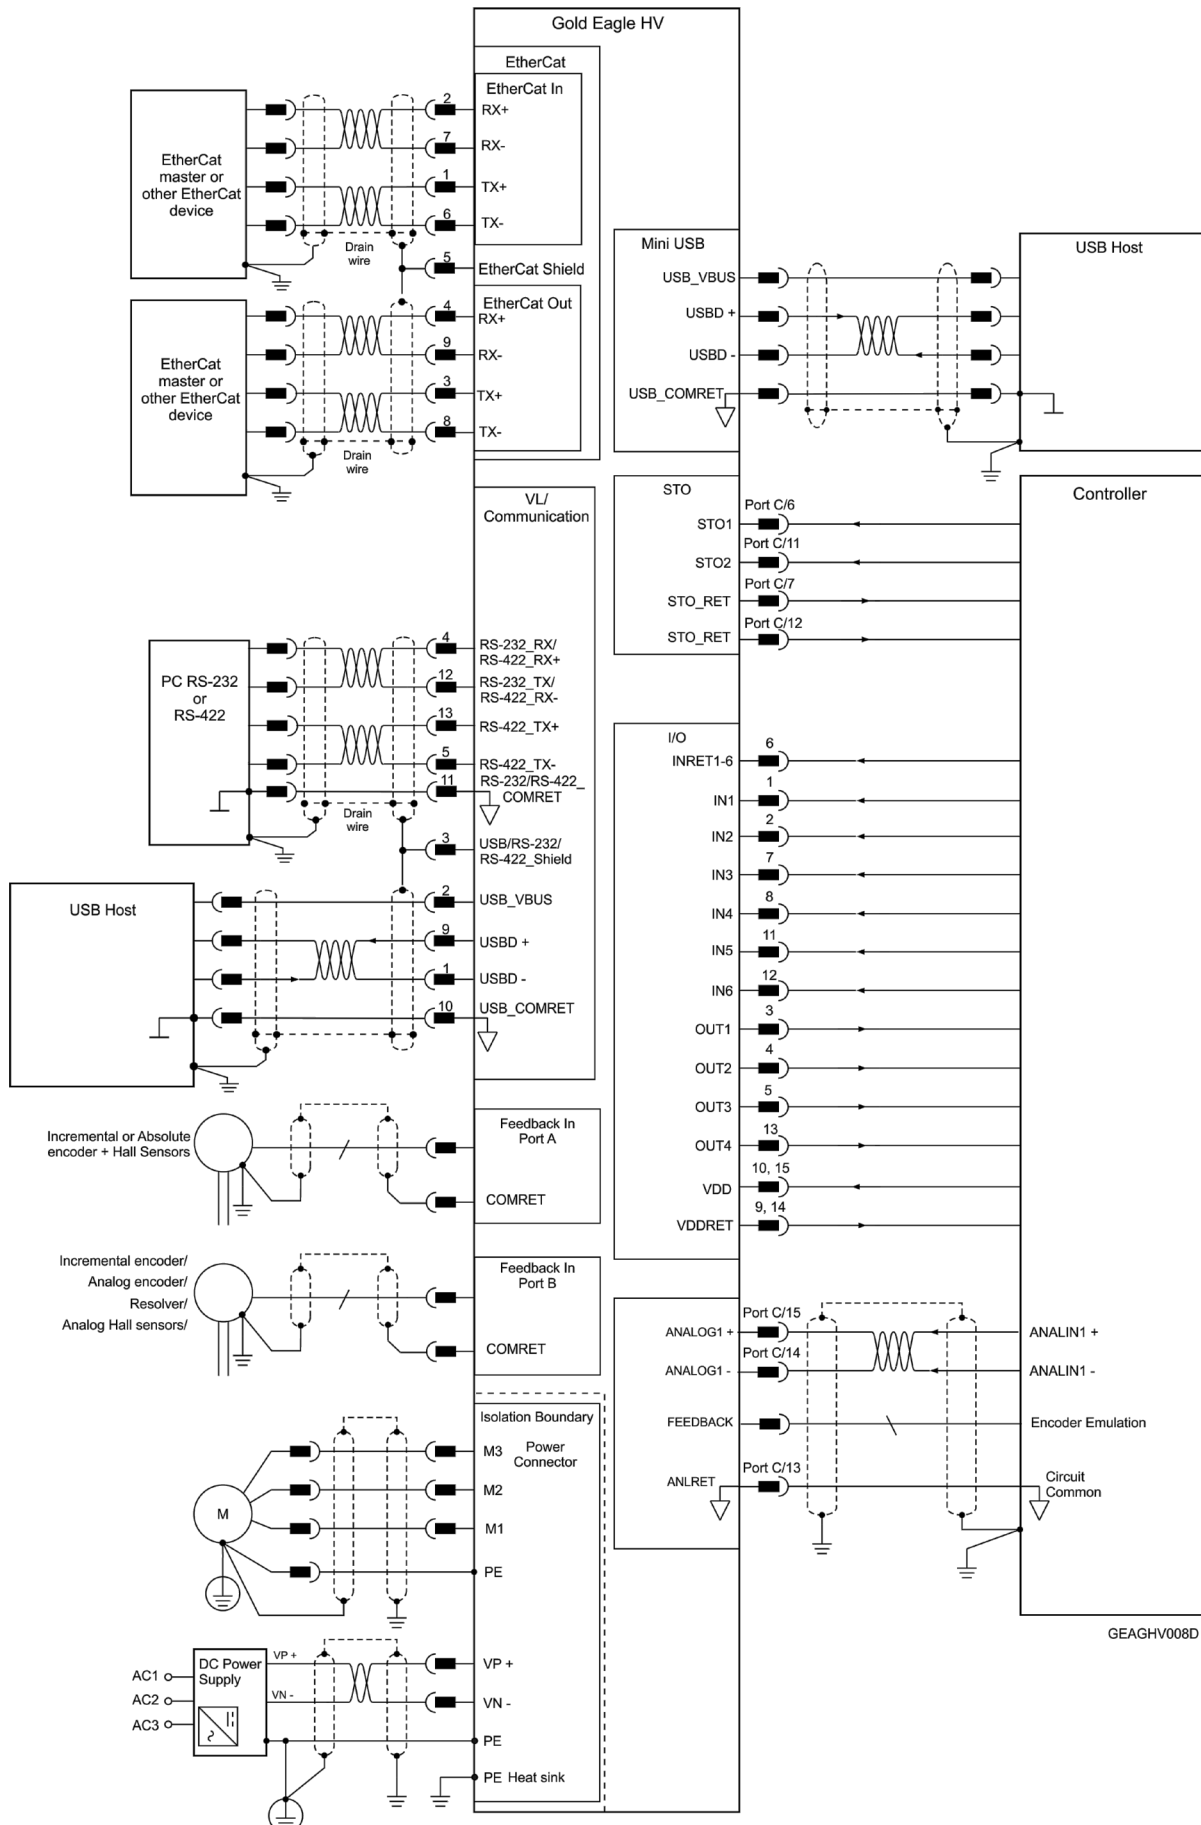 Gold Eagle HV
EtherCat
EtherCat In
EtherCat
master or
other EtherCat
device
2
RX+
7
RX-
1
TX+
6
TX-
Drain
wire
5
EtherCat Shield
EtherCat Out
EtherCat
master or
other EtherCat
device
4
RX+
9
RX-
3
TX+
8
TX-
Drain
wire
VL/
Communication
PC RS-232
or
RS-422
4
RS-232_RX/
RS-422_RX+
12
RS-232_TX/
RS-422_RX-
13
RS-422_TX+
5
RS-422_TX-
11
RS-232/RS-422_
COMRET
Drain
wire
3
USB/RS-232/
RS-422_Shield
USB Host
2
USB_VBUS
9
USBD +
1
USBD -
10
USB_COMRET
Incremental or Absolute
encoder + Hall Sensors
Feedback In
Port A
COMRET
Incremental encoder/
Analog encoder/
Resolver/
Analog Hall sensors/
Feedback In
Port B
COMRET
Isolation Boundary
Power
Connector
M
M3
M2
M1
PE
AC1
AC2
AC3
DC Power
Supply
VP +
VN -
VP +
VN -
PE
PE Heat sink
Mini USB
USB Host
USB_VBUS
USBD +
USBD -
USB_COMRET
STO
Controller
Port C/6
STO1
Port C/11
STO2
Port C/7
STO_RET
Port C/12
STO_RET
I/O
6
INRET1-6
1
IN1
2
IN2
7
IN3
8
IN4
11
IN5
12
IN6
3
OUT1
4
OUT2
5
OUT3
13
OUT4
10, 15
VDD
9, 14
VDDRET
Port C/15
ANALOG1 +
ANALIN1 +
Port C/14
ANALOG1 -
ANALIN1 -
FEEDBACK
Encoder Emulation
Port C/13
ANLRET
Circuit
Common
GEAGHV008D